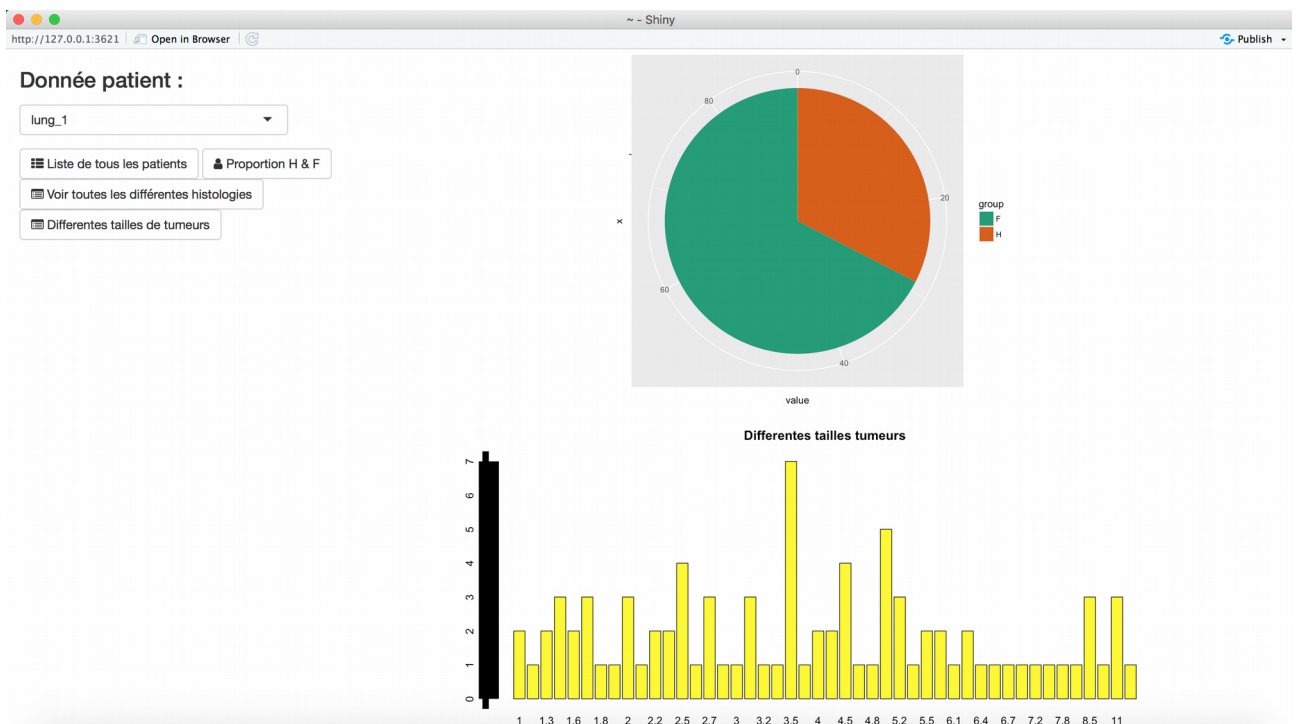 ~ - Shiny
http://127.0.0.1:3621 Open in Browser Publish
Donnée patient :
lung_1
Liste de tous les patients Proportion H & F
Voir toutes les différentes histologies
Differentes tailles de tumeurs
0
80
20
60
40
x
value
group
F
H
Differentes tailles tumeurs
7
6
5
4
3
2
1
0
1 1.3 1.6 1.8 2 2.2 2.5 2.7 3 3.2 3.5 4 4.5 4.8 5.2 5.5 6.1 6.4 6.7 7.2 7.8 8.5 11